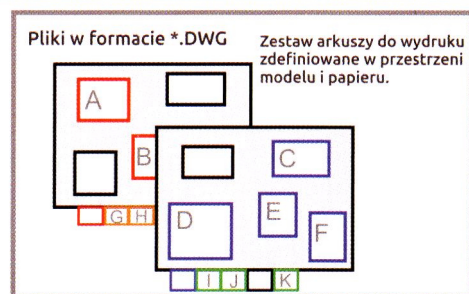 Pliki w formacie *.DWG
Zestaw arkuszy do wydruku
zdefiniowane w przestrzeni
modelu i papieru.
A
B
C
D
E
F
G H
I J K